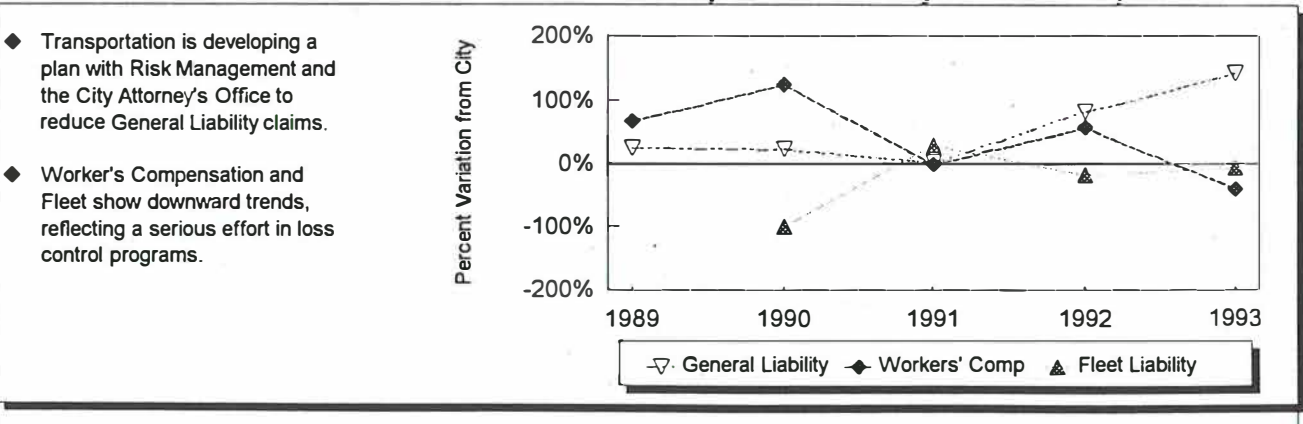 ◆ Transportation is developing a
plan with Risk Management and
the City Attorney's Office to
reduce General Liability claims.
◆ Worker's Compensation and
Fleet show downward trends,
reflecting a serious effort in loss
control programs.
Percent Variation from City
200%
100%
0%
-100%
-200%
1989 1990 1991 1992 1993
General Liability Workers' Comp Fleet Liability